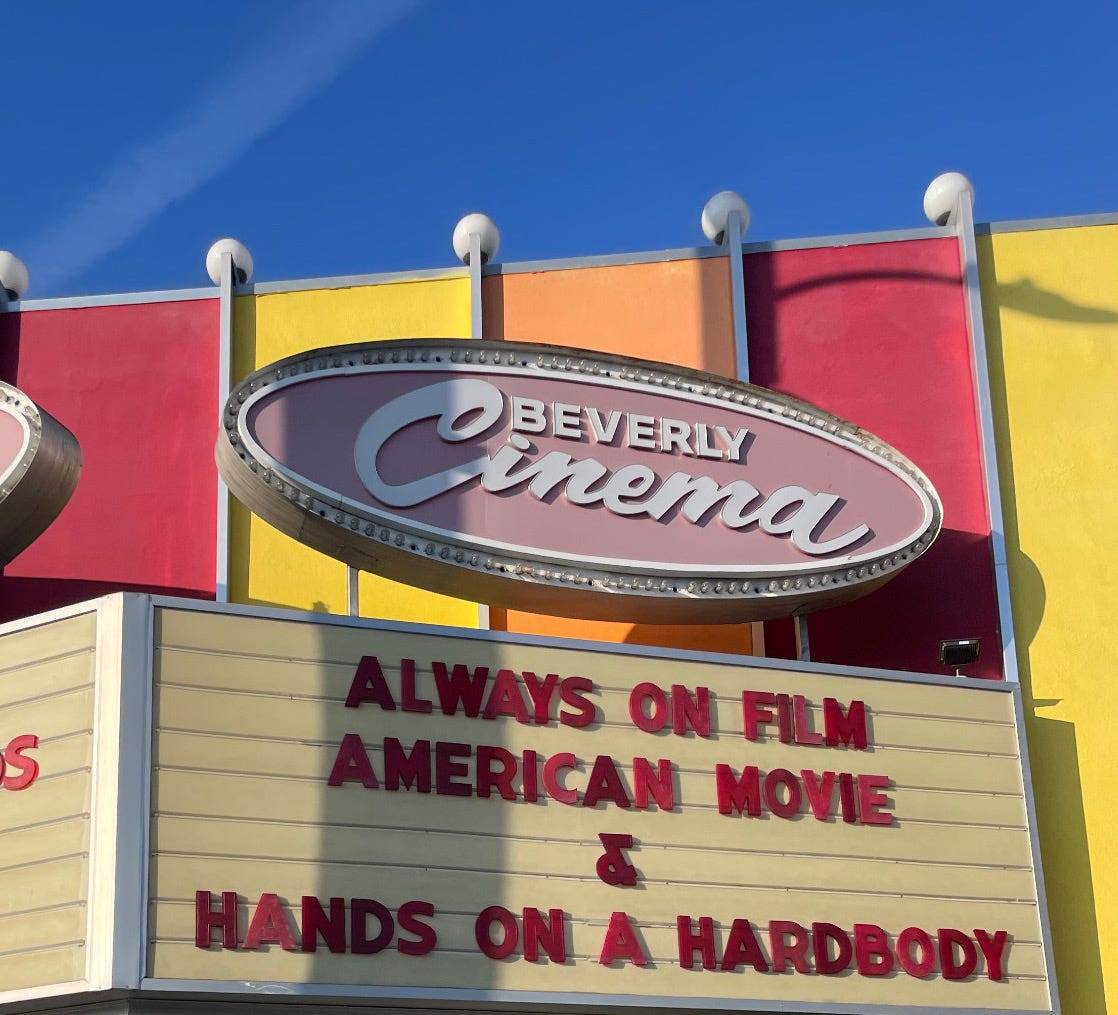 BEVERLY
Cinema
ALWAYS ON FILM
AMERICAN MOVIE
&
HANDS ON A HARDBODY